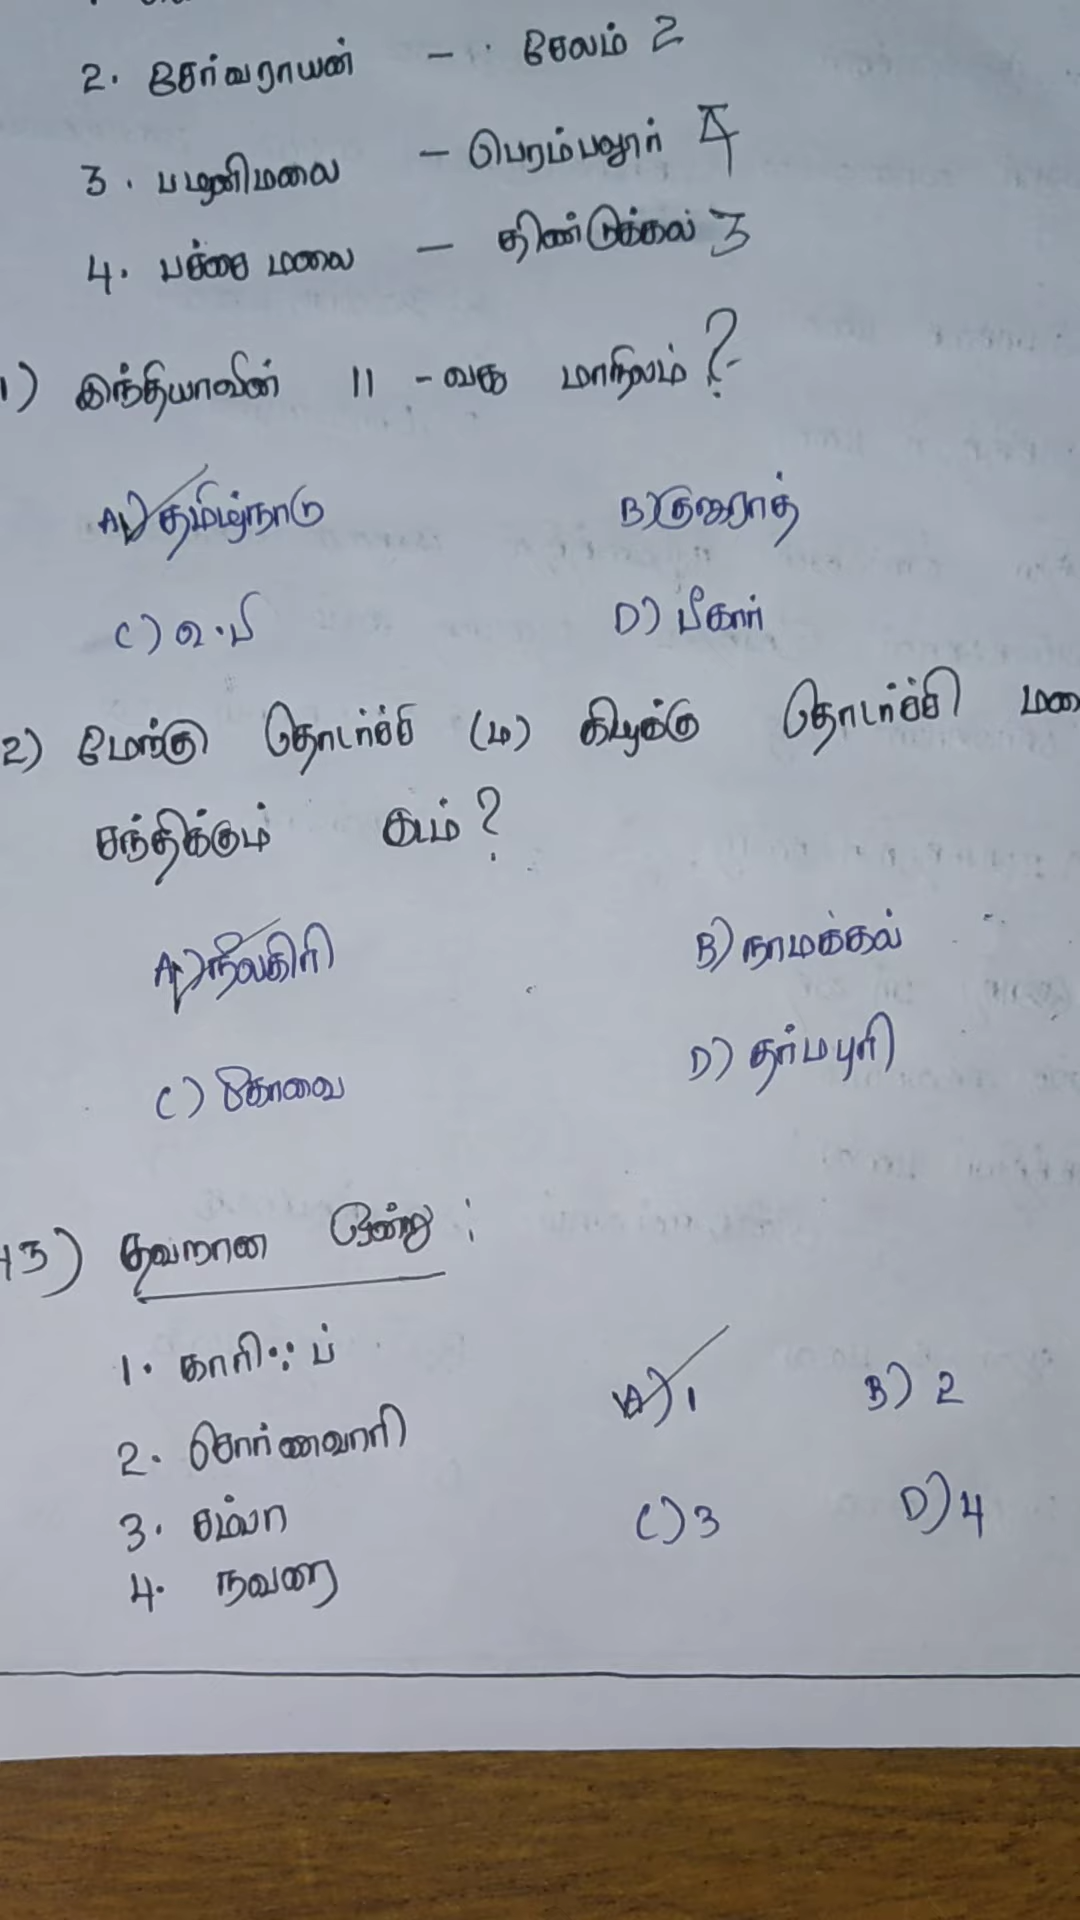 2. சேர்வராயன் - சேலம் 2
3. பழனிமலை - பெரம்பலூர் 4
4. பச்சை மலை - திண்டுக்கல் 3
1) இந்தியாவின் 11 -வது மாநிலம்?
A) தமிழ்நாடு B) குஜராத்
C) உ.பி D) பீகார்
2) மேற்கு தொடர்ச்சி (ம) கிழக்கு தொடர்ச்சி மலை
சந்திக்கும் இடம்?
A) நீலகிரி B) நாமக்கல்
C) கோவை D) தர்மபுரி
43) தவறான ஒன்று :
1. காரிஃப்
A) 1 B) 2
2. சொர்ணவாரி
3. சம்பா
C) 3 D) 4
4. நவரை